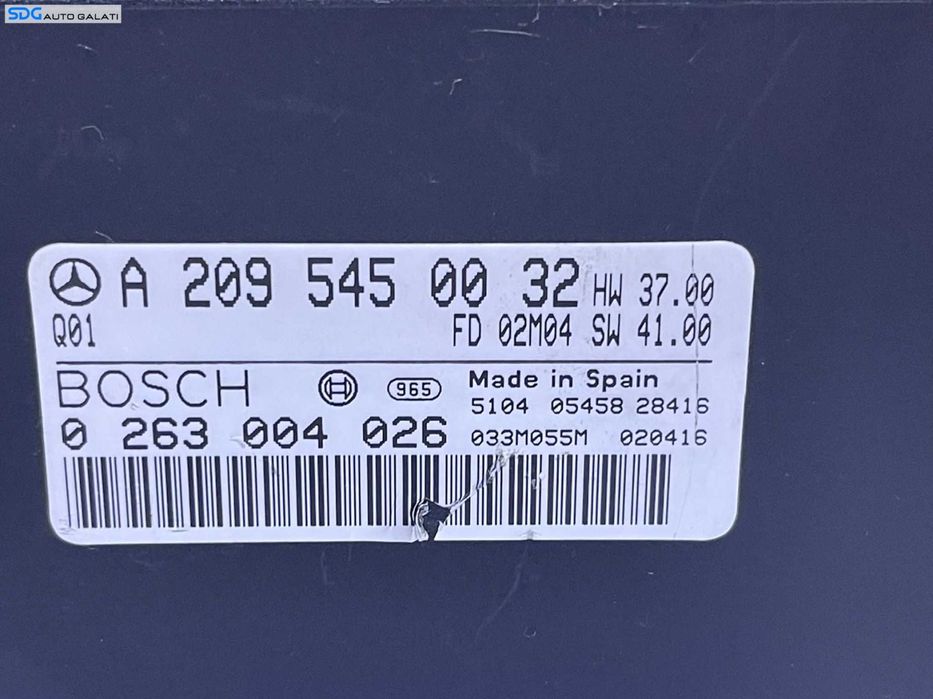 SDG AUTO GALATI
A 209 545 00 32 HW 37.00
Q01 FD 02M04 SW 41.00
BOSCH 965 Made in Spain
5104 05458 28416
0 263 004 026 033M055M 020416